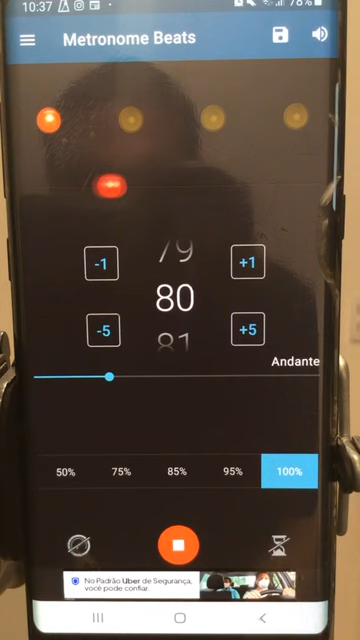 10:37
78%
Metronome Beats
79
-1
80
+1
-5
81
+5
Andante
50% 75% 85% 95% 100%
No Padrão Uber de Segurança,
você pode confiar.